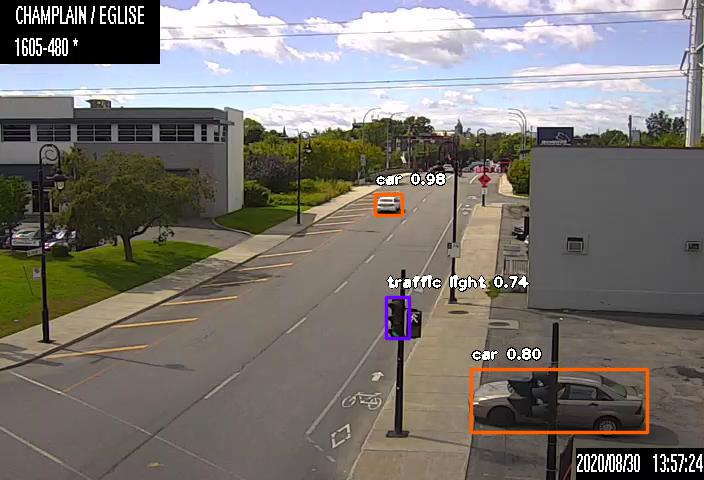 CHAMPLAIN / EGLISE
1605-480 *
car 0.98
traffic light 0.74
car 0.80
2020/08/30 13:57:24